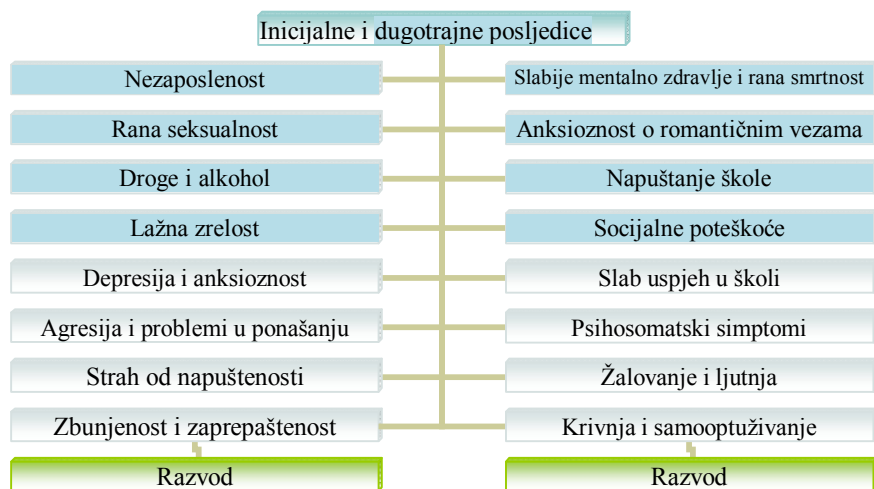 Inicijalne i dugotrajne posljedice
Nezaposlenost
Slabije mentalno zdravlje i rana smrtnost
Rana seksualnost
Anksioznost o romantičnim vezama
Droge i alkohol
Napuštanje škole
Lažna zrelost
Socijalne poteškoće
Depresija i anksioznost
Slab uspjeh u školi
Agresija i problemi u ponašanju
Psihosomatski simptomi
Strah od napuštenosti
Žalovanje i ljutnja
Zbunjenost i zaprepaštenost
Krivnja i samooptuživanje
Razvod
Razvod